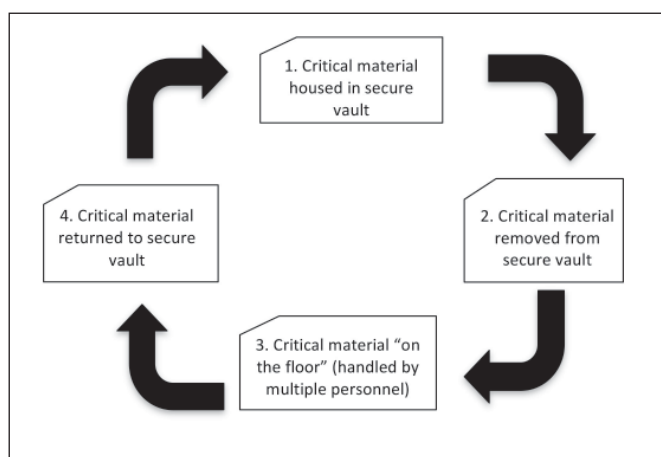 1. Critical material
housed in secure
vault
2. Critical material
removed from
secure vault
3. Critical material “on
the floor” (handled by
multiple personnel)
4. Critical material
returned to secure
vault